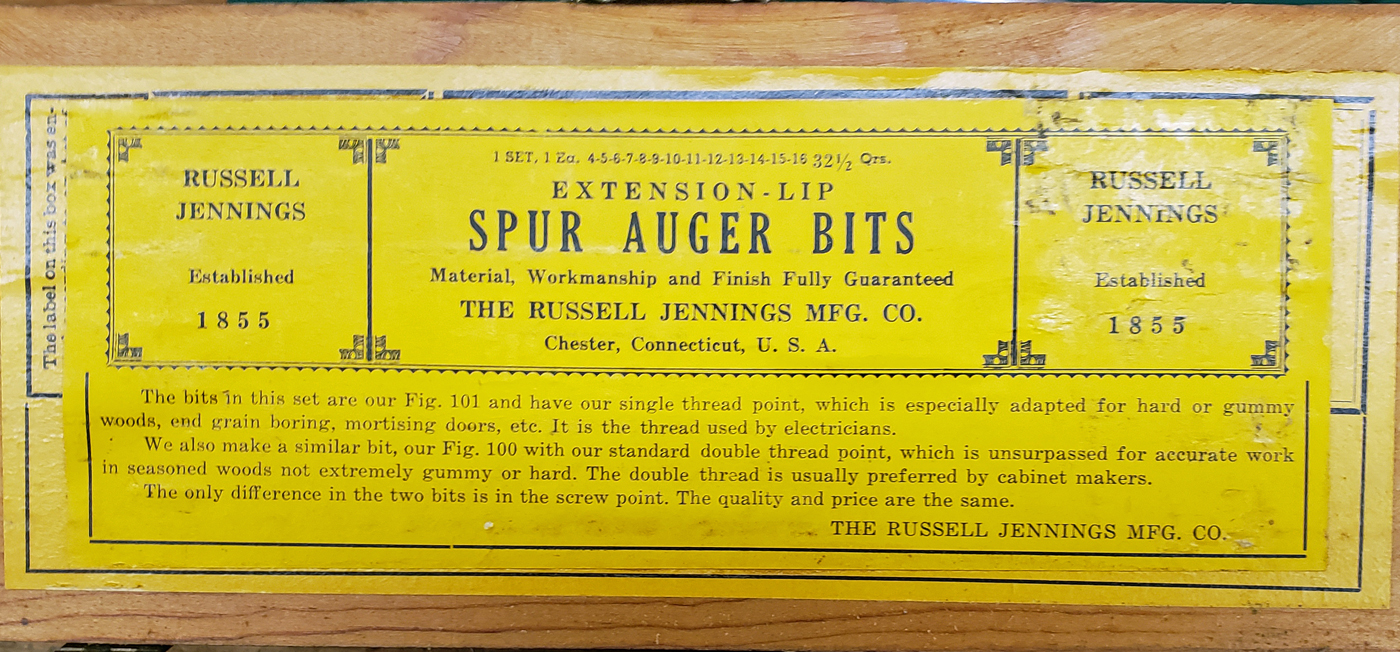 The label on this box was en-
RUSSELL
JENNINGS
Established
1855
1 SET, 1 Ea. 4-5-6-7-8-9-10-11-12-13-14-15-16 32½ Qrs.
EXTENSION-LIP
SPUR AUGER BITS
Material, Workmanship and Finish Fully Guaranteed
THE RUSSELL JENNINGS MFG. CO.
Chester, Connecticut, U. S. A.
RUSSELL
JENNINGS
Established
1855
The bits in this set are our Fig. 101 and have our single thread point, which is especially adapted for hard or gummy
woods, end grain boring, mortising doors, etc. It is the thread used by electricians.
We also make a similar bit, our Fig. 100 with our standard double thread point, which is unsurpassed for accurate work
in seasoned woods not extremely gummy or hard. The double thread is usually preferred by cabinet makers.
The only difference in the two bits is in the screw point. The quality and price are the same.
THE RUSSELL JENNINGS MFG. CO.